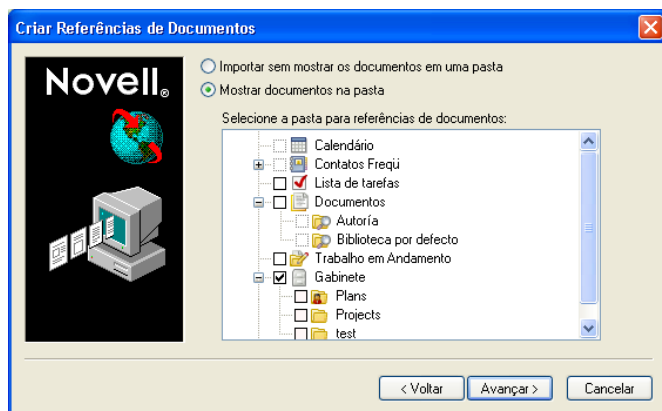 Criar Referências de Documentos
Novell®
Importar sem mostrar os documentos em uma pasta
Mostrar documentos na pasta
Selecione a pasta para referências de documentos:
Calendário
Contatos Freqü
Lista de tarefas
Documentos
Autoría
Biblioteca por defecto
Trabalho em Andamento
Gabinete
Plans
Projects
test
< Voltar
Avançar >
Cancelar